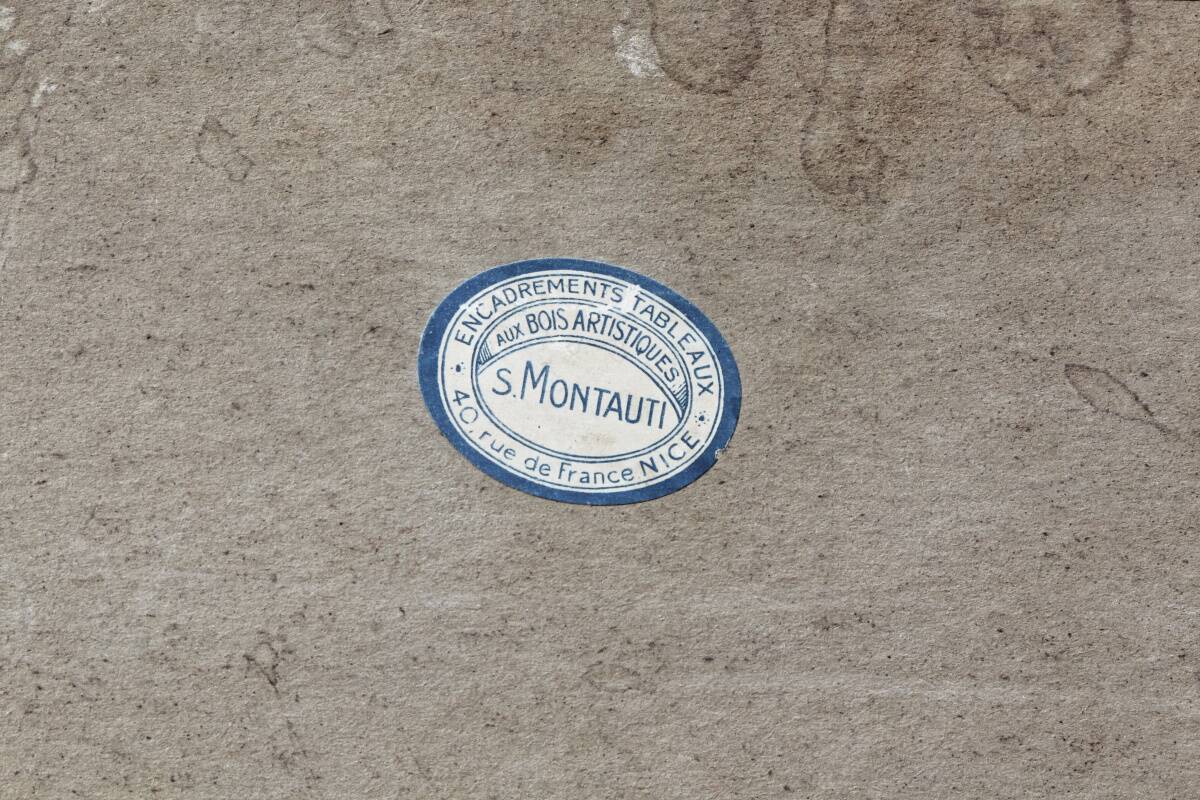 ENCADREMENTS TABLEAUX
AUX BOIS ARTISTIQUES
S. MONTAUTI
40, rue de France NICE